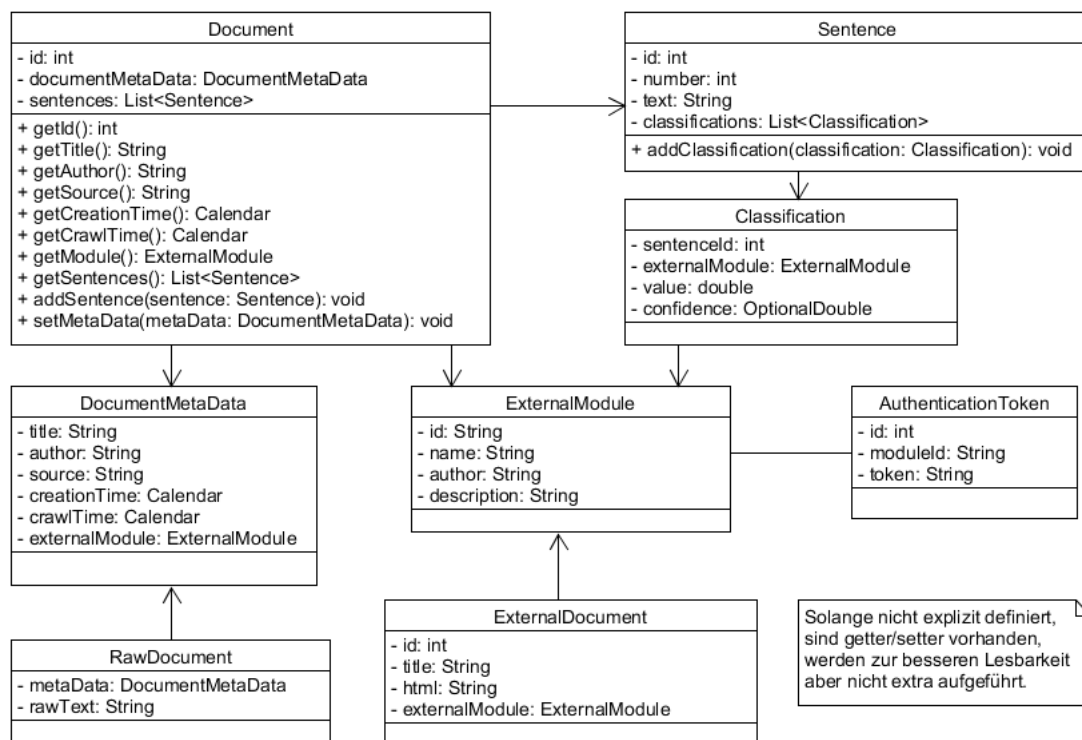 Document
- id: int
- documentMetaData: DocumentMetaData
- sentences: List<Sentence>
+ getId(): int
+ getTitle(): String
+ getAuthor(): String
+ getSource(): String
+ getCreationTime(): Calendar
+ getCrawlTime(): Calendar
+ getModule(): ExternalModule
+ getSentences(): List<Sentence>
+ addSentence(sentence: Sentence): void
+ setMetaData(metaData: DocumentMetaData): void
Sentence
- id: int
- number: int
- text: String
- classifications: List<Classification>
+ addClassification(classification: Classification): void
Classification
- sentenceId: int
- externalModule: ExternalModule
- value: double
- confidence: OptionalDouble
DocumentMetaData
- title: String
- author: String
- source: String
- creationTime: Calendar
- crawlTime: Calendar
- externalModule: ExternalModule
ExternalModule
- id: String
- name: String
- author: String
- description: String
AuthenticationToken
- id: int
- moduleId: String
- token: String
RawDocument
- metaData: DocumentMetaData
- rawText: String
ExternalDocument
- id: int
- title: String
- html: String
- externalModule: ExternalModule
Solange nicht explizit definiert,
sind getter/setter vorhanden,
werden zur besseren Lesbarkeit
aber nicht extra aufgeführt.